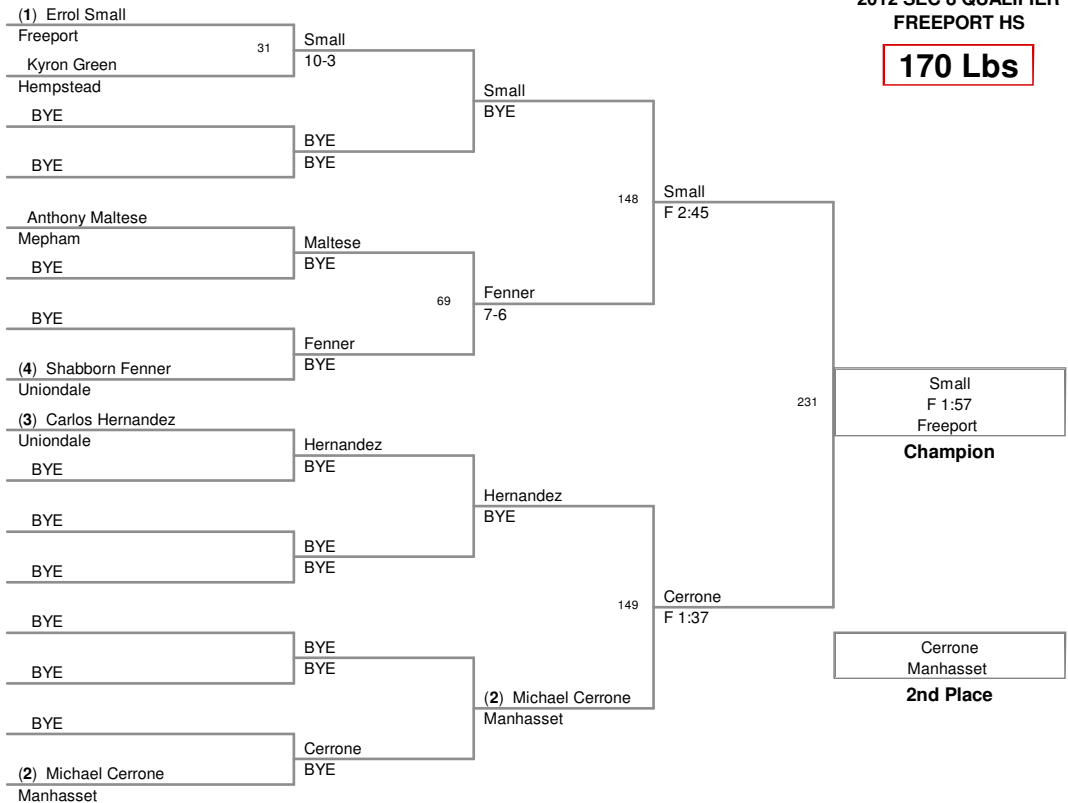 2012 SEC 8 QUALIFIER
FREEPORT HS
170 Lbs
(1) Errol Small
Freeport
31
Kyron Green
Hempstead
BYE
BYE
Anthony Maltese
Mepham
BYE
BYE
(4) Shabborn Fenner
Uniondale
(3) Carlos Hernandez
Uniondale
BYE
BYE
BYE
BYE
BYE
BYE
(2) Michael Cerrone
Manhasset
Small
10-3
BYE
BYE
Maltese
BYE
69
Fenner
BYE
Hernandez
BYE
BYE
BYE
BYE
BYE
Cerrone
BYE
Small
BYE
148
Fenner
7-6
Hernandez
BYE
149
(2) Michael Cerrone
Manhasset
Small
F 2:45
231
Cerrone
F 1:37
Small
F 1:57
Freeport
Champion
Cerrone
Manhasset
2nd Place